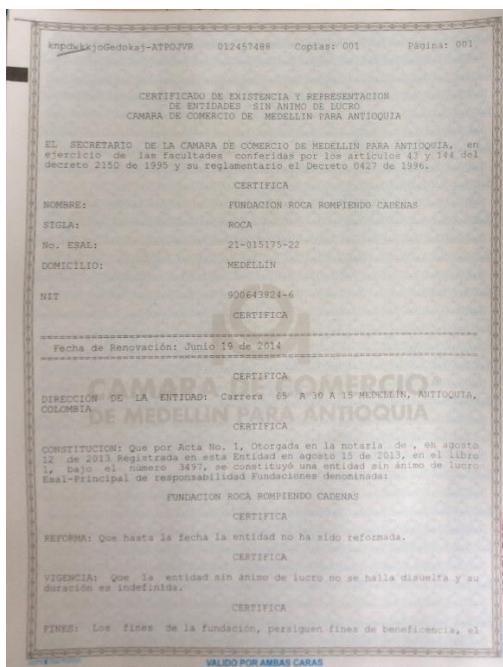 knpdwkkjoGedokaj-ATPOJVR 012457488 Copias: 001 Página: 001
CERTIFICADO DE EXISTENCIA Y REPRESENTACION
DE ENTIDADES SIN ANIMO DE LUCRO
CAMARA DE COMERCIO DE MEDELLIN PARA ANTIOQUIA
EL SECRETARIO DE LA CAMARA DE COMERCIO DE MEDELLIN PARA ANTIOQUIA, en
ejercicio de las facultades conferidas por los artículos 43 y 144 del
decreto 2150 de 1995 y su reglamentario el Decreto 0427 de 1996.
CERTIFICA
NOMBRE: FUNDACION ROCA ROMPIENDO CADENAS
SIGLA: ROCA
No. ESAL: 21-015175-22
DOMICILIO: MEDELLÍN
NIT 900643924-6
CERTIFICA
Fecha de Renovación: Junio 19 de 2014
CERTIFICA
CAMARA DE COMERCIO
DIRECCIÓN DE LA ENTIDAD: Carrera 65 A 30 A 15 MEDELLÍN, ANTIOQUIA,
COLOMBIA
DE MEDELLIN PARA ANTIOQUIA
CERTIFICA
CONSTITUCION: Que por Acta No. 1, Otorgada en la notaria de , en agosto
12 de 2013 Registrada en esta Entidad en agosto 15 de 2013, en el libro
1, bajo el número 3497, se constituyó una entidad sin ánimo de lucro
Esal-Principal de responsabilidad Fundaciones denominada:
FUNDACION ROCA ROMPIENDO CADENAS
CERTIFICA
REFORMA: Que hasta la fecha la entidad no ha sido reformada.
CERTIFICA
VIGENCIA: Que la entidad sin ánimo de lucro no se halla disuelta y su
duración es indefinida.
CERTIFICA
FINES: Los fines de la fundación, persiguen fines de beneficencia, el
VALIDO POR AMBAS CARAS